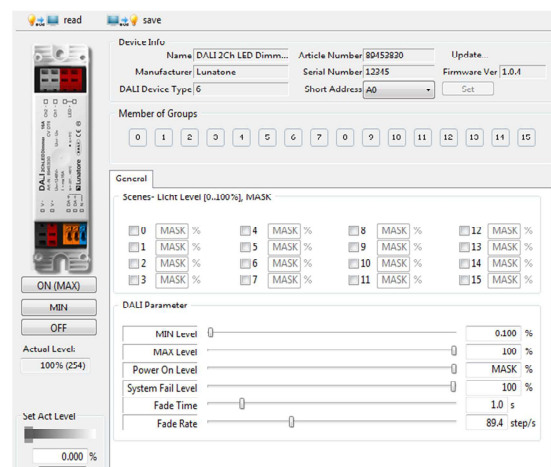 read save
Device Info
Name DALI 2Ch LED Dimm... Article Number 89453830 Update...
Manufacturer Lunatone Serial Number 12345 Firmware Ver 1.0.4
DALI Device Type 6 Short Address A0 Set
Member of Groups
0 1 2 3 4 5 6 7 8 9 10 11 12 13 14 15
General
Scenes- Licht Level [0..100%], MASK
0 MASK % 4 MASK % 8 MASK % 12 MASK %
1 MASK % 5 MASK % 9 MASK % 13 MASK %
2 MASK % 6 MASK % 10 MASK % 14 MASK %
3 MASK % 7 MASK % 11 MASK % 15 MASK %
DALI Parameter
MIN Level 0.100 %
MAX Level 100 %
Power On Level MASK %
System Fail Level 100 %
Fade Time 1.0 s
Fade Rate 89.4 step/s
DALI 2Ch LED Dimmer
Lunatone
ON (MAX)
MIN
OFF
Actual Level:
100% (254)
Set Act Level
0.000 %